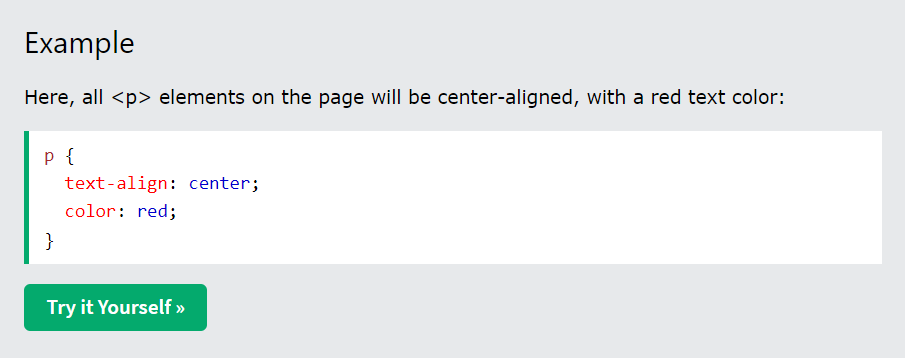 Example
Here, all <p> elements on the page will be center-aligned, with a red text color:
p {
  text-align: center;
  color: red;
}
Try it Yourself »